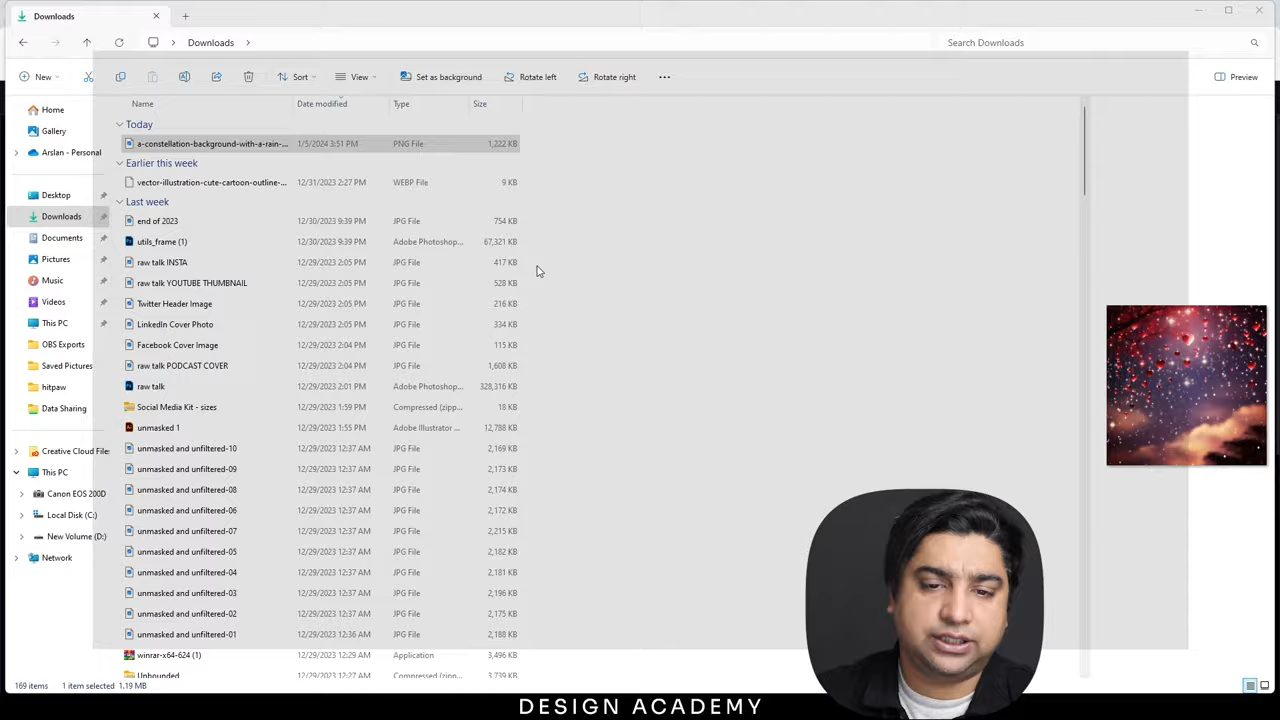 Downloads
Downloads
Search Downloads
New
Sort
View
Set as background
Rotate left
Rotate right
Preview
Name Date modified Type Size
Home
Gallery
Arslan - Personal
Desktop
Downloads
Documents
Pictures
Music
Videos
This PC
OBS Exports
Saved Pictures
hitpaw
Data Sharing
Creative Cloud File
This PC
Canon EOS 200D
Local Disk (C:)
New Volume (D:)
Network
Today
a-constellation-background-with-a-rain-... 1/5/2024 3:51 PM PNG File 1,222 KB
Earlier this week
vector-illustration-cute-cartoon-outline-... 12/31/2023 2:27 PM WEBP File 9 KB
Last week
end of 2023 12/30/2023 9:39 PM JPG File 754 KB
utils_frame (1) 12/30/2023 9:39 PM Adobe Photoshop... 67,321 KB
raw talk INSTA 12/29/2023 2:05 PM JPG File 417 KB
raw talk YOUTUBE THUMBNAIL 12/29/2023 2:05 PM JPG File 528 KB
Twitter Header Image 12/29/2023 2:05 PM JPG File 216 KB
LinkedIn Cover Photo 12/29/2023 2:05 PM JPG File 334 KB
Facebook Cover Image 12/29/2023 2:04 PM JPG File 115 KB
raw talk PODCAST COVER 12/29/2023 2:05 PM JPG File 1,608 KB
raw talk 12/29/2023 2:01 PM Adobe Photoshop... 328,316 KB
Social Media Kit - sizes 12/29/2023 1:59 PM Compressed (zipp... 18 KB
unmasked 1 12/29/2023 1:55 PM Adobe Illustrator ... 12,788 KB
unmasked and unfiltered-10 12/29/2023 12:37 AM JPG File 2,169 KB
unmasked and unfiltered-09 12/29/2023 12:37 AM JPG File 2,173 KB
unmasked and unfiltered-08 12/29/2023 12:37 AM JPG File 2,174 KB
unmasked and unfiltered-06 12/29/2023 12:37 AM JPG File 2,172 KB
unmasked and unfiltered-07 12/29/2023 12:37 AM JPG File 2,215 KB
unmasked and unfiltered-05 12/29/2023 12:37 AM JPG File 2,182 KB
unmasked and unfiltered-04 12/29/2023 12:37 AM JPG File 2,181 KB
unmasked and unfiltered-03 12/29/2023 12:37 AM JPG File 2,196 KB
unmasked and unfiltered-02 12/29/2023 12:37 AM JPG File 2,175 KB
unmasked and unfiltered-01 12/29/2023 12:36 AM JPG File 2,188 KB
winrar-x64-624 (1) 12/29/2023 12:29 AM Application 3,496 KB
Unbounded 12/29/2023 12:25 AM Compressed (zipp... 3,739 KB
169 items 1 item selected 1.19 MB
DESIGN ACADEMY